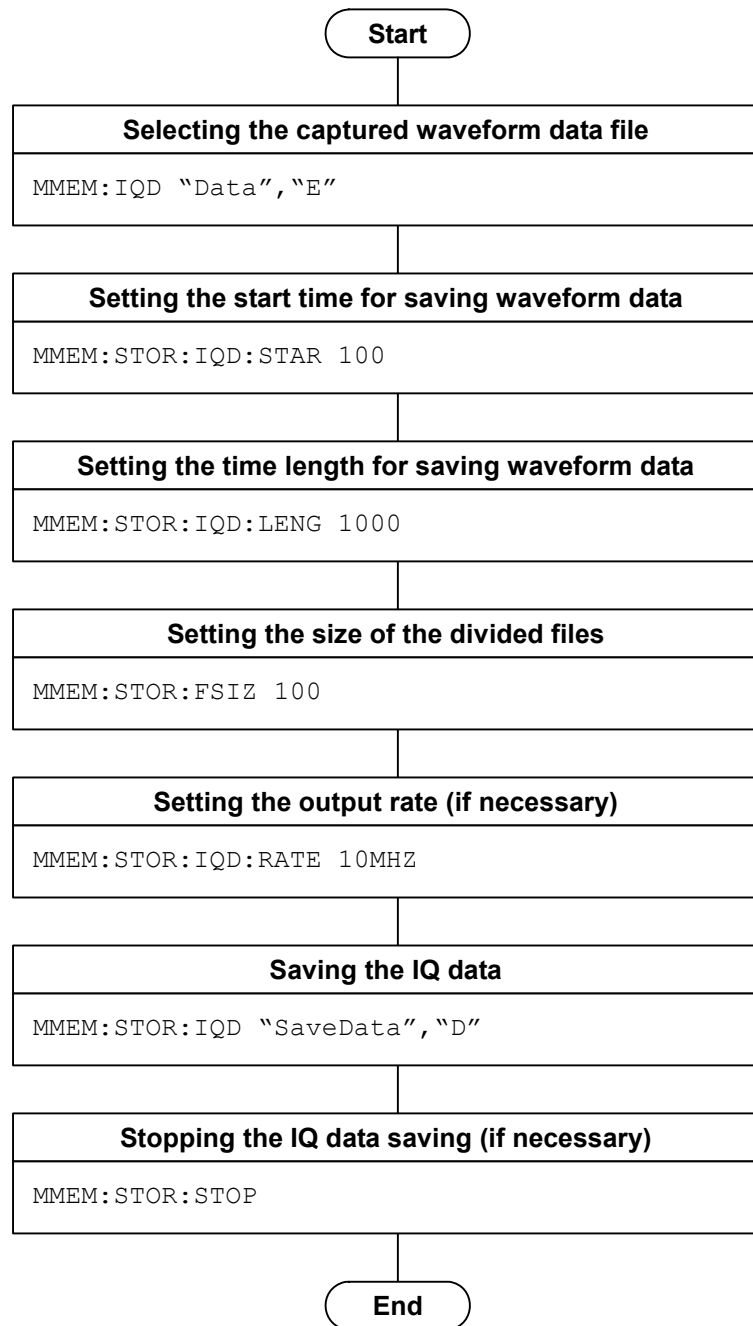 Start
Selecting the captured waveform data file
MMEM:IQD “Data”,“E”
Setting the start time for saving waveform data
MMEM:STOR:IQD:STAR 100
Setting the time length for saving waveform data
MMEM:STOR:IQD:LENG 1000
Setting the size of the divided files
MMEM:STOR:FSIZ 100
Setting the output rate (if necessary)
MMEM:STOR:IQD:RATE 10MHZ
Saving the IQ data
MMEM:STOR:IQD “SaveData”,“D”
Stopping the IQ data saving (if necessary)
MMEM:STOR:STOP
End